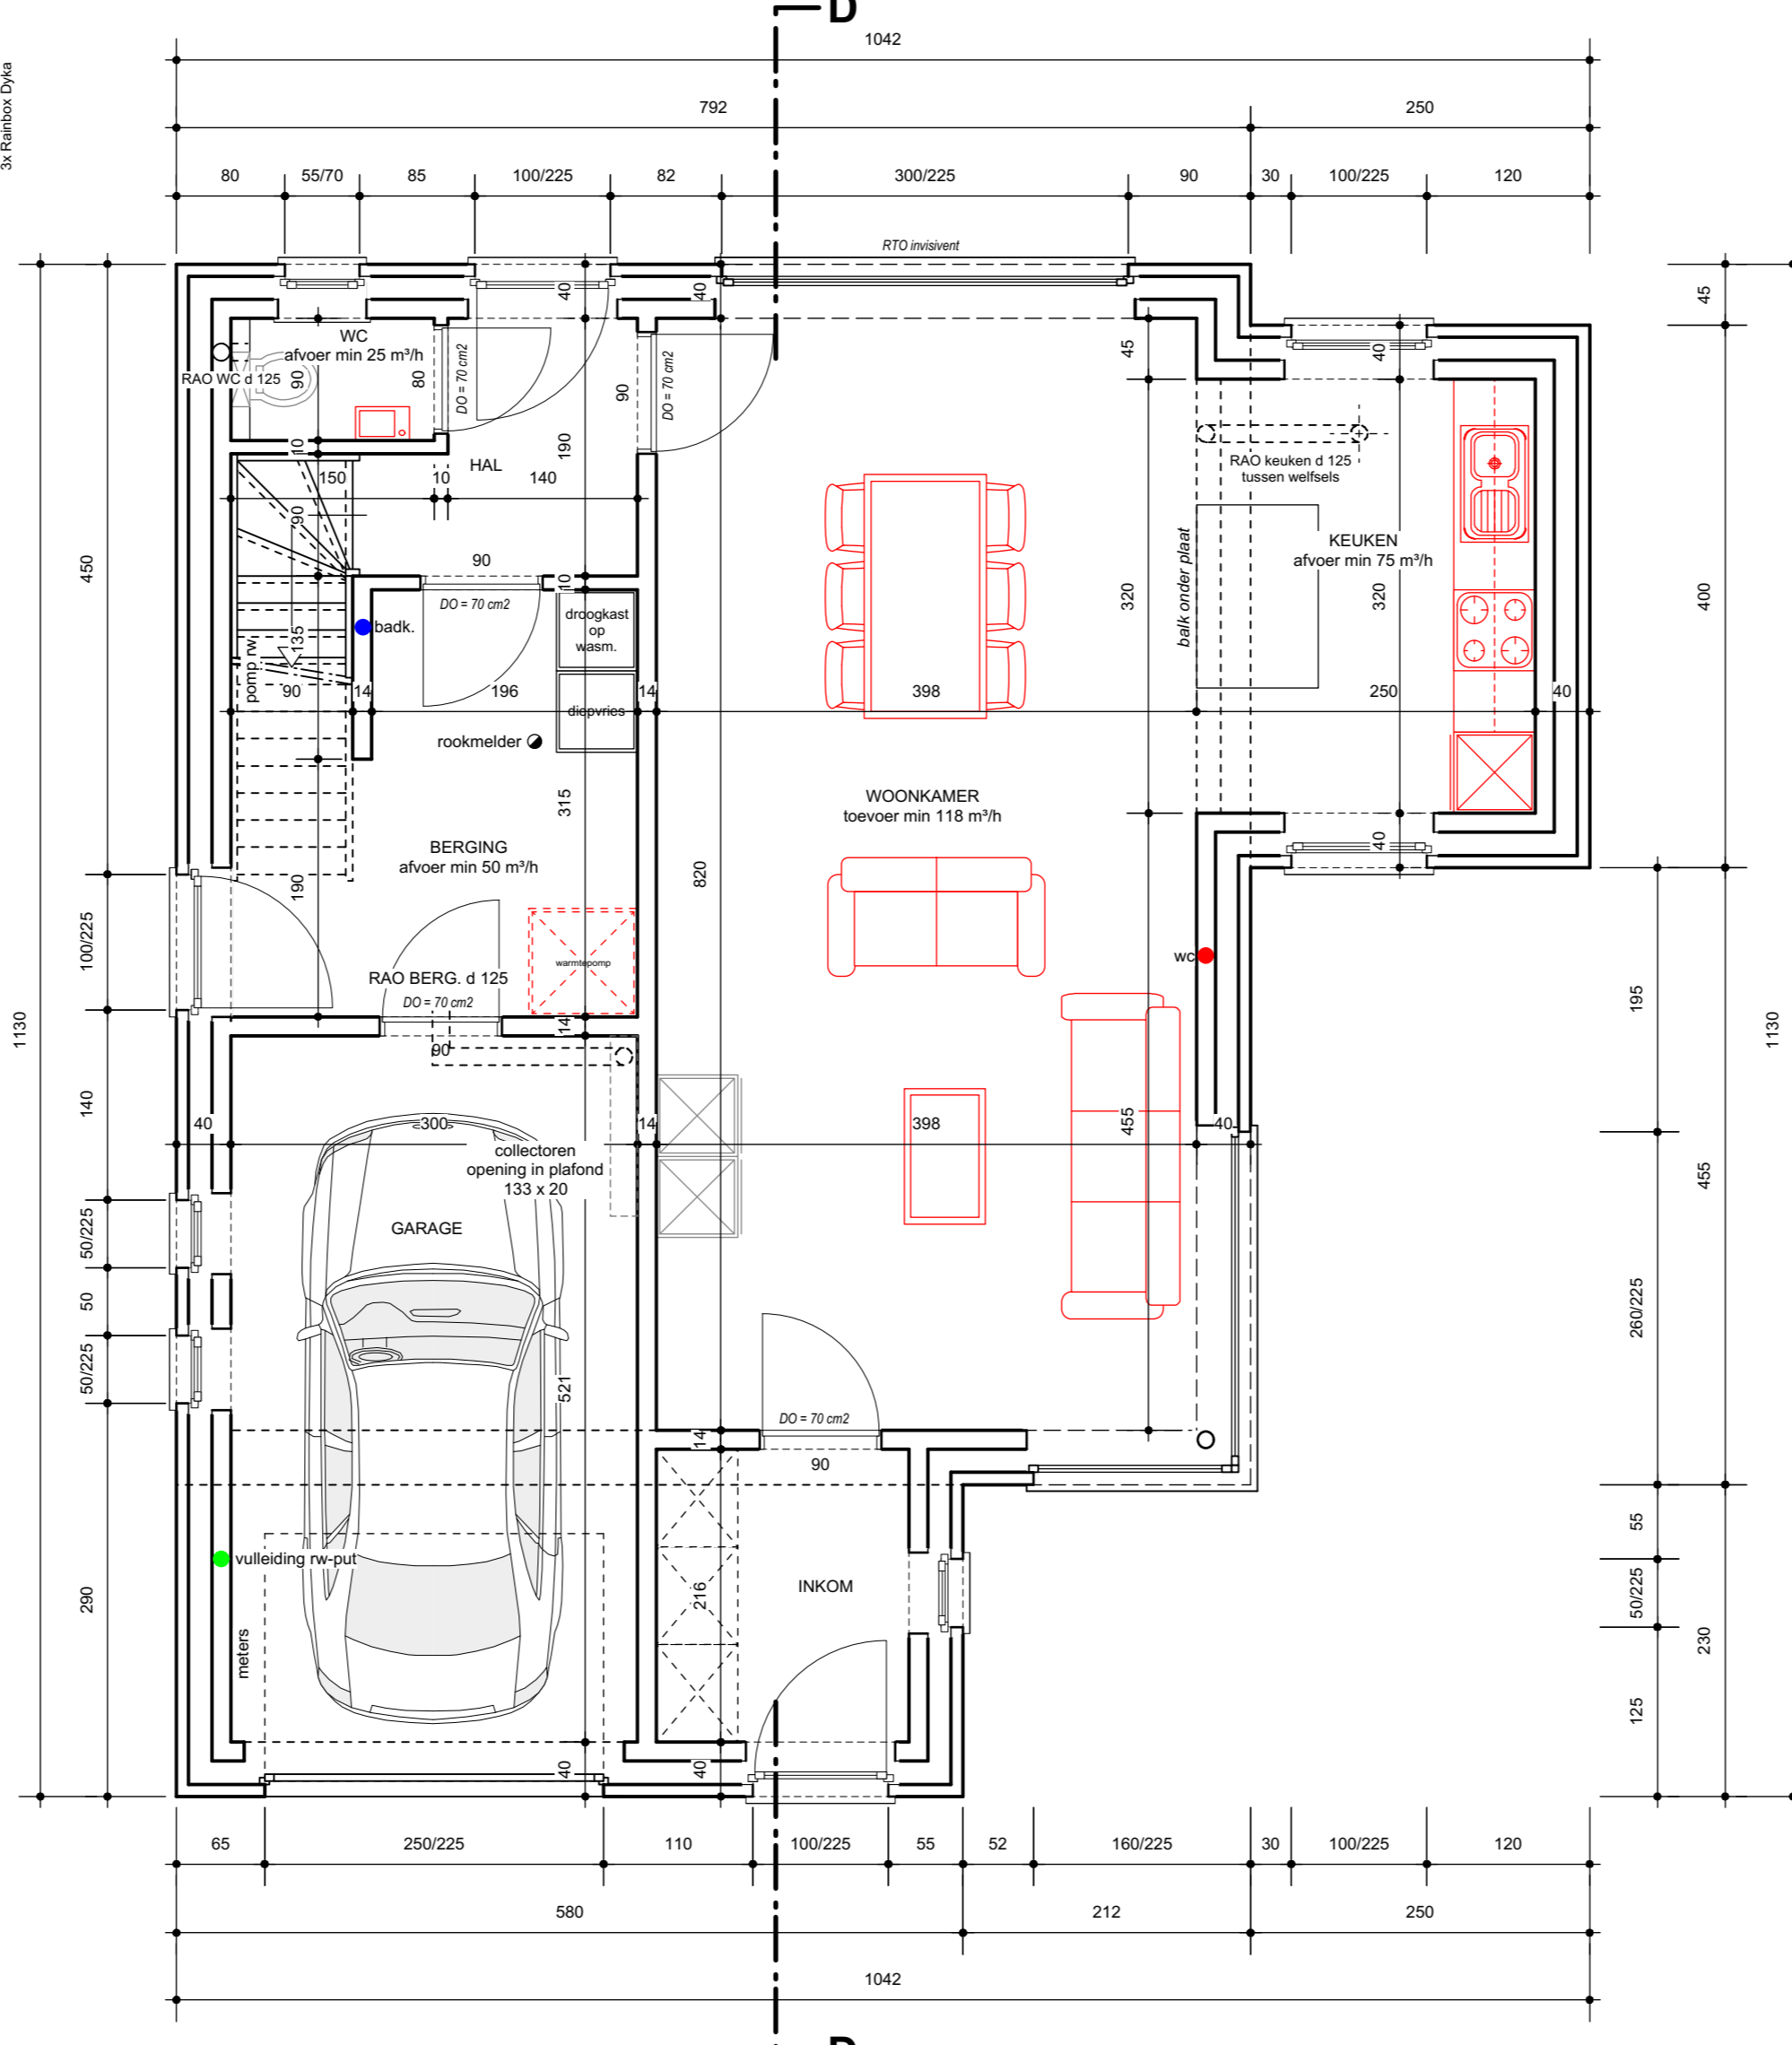 D
3x Rainbox Dyka
1042
792
250
80
55/70
85
100/225
82
300/225
90
30
100/225
120
RTO invisivent
40
40
WC
afvoer min 25 m³/h
RAO WC d 125
90
80
DO = 70 cm2
90
DO = 70 cm2
45
40
45
10
HAL
190
150
10
140
RAO keuken d 125
tussen welfsels
90
90
10
DO = 70 cm2
droogkast
op
wasm.
badk.
135
pomp rw
90
14
196
diepvries
14
398
320
balk onder plaat
KEUKEN
afvoer min 75 m³/h
320
250
40
450
400
rookmelder
315
WOONKAMER
toevoer min 118 m³/h
BERGING
afvoer min 50 m³/h
190
820
40
100/225
wc
warmtepomp
RAO BERG. d 125
DO = 70 cm2
14
90
1130
195
1130
140
40
300
14
398
455
40
collectoren
opening in plafond
133 x 20
455
GARAGE
50/225
50
50/225
260/225
521
DO = 70 cm2
14
90
55
vulleiding rw-put
INKOM
216
50/225
290
230
meters
125
40
40
65
250/225
110
100/225
55
52
160/225
30
100/225
120
580
212
250
1042
D